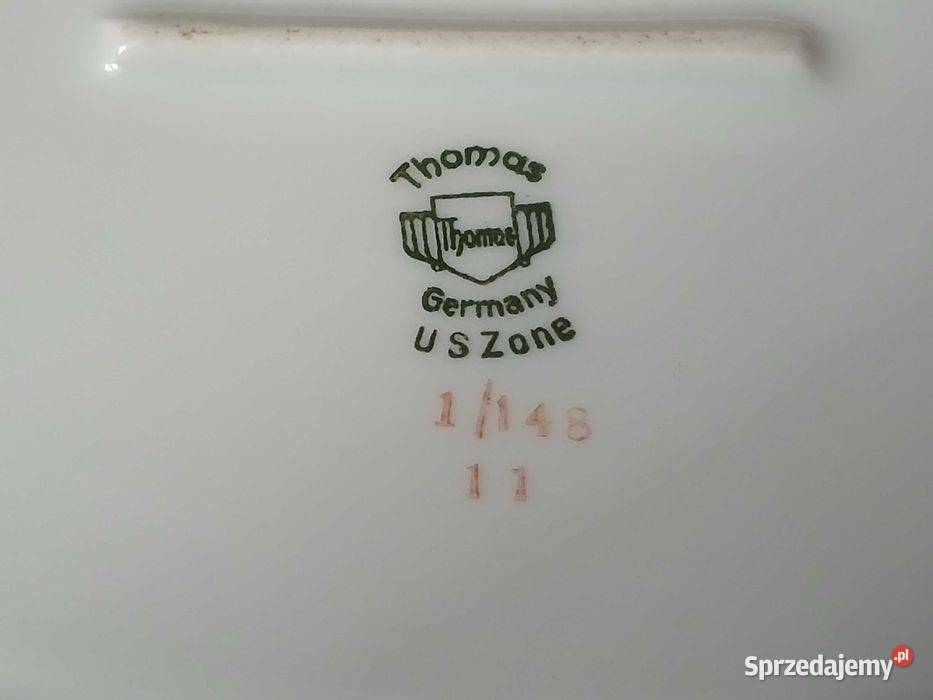 Thomas
Thomas
Germany
US Zone
1/148
11
Sprzedajemy.pl